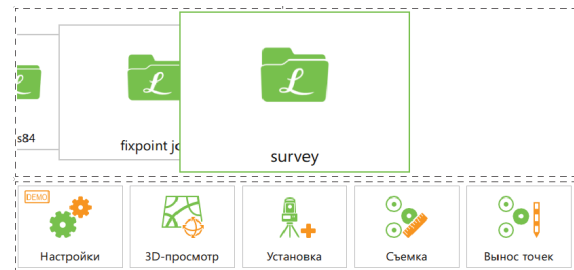 s84
fixpoint jo
survey
DEMO
Настройки
3D-просмотр
Установка
Съемка
Вынос точек